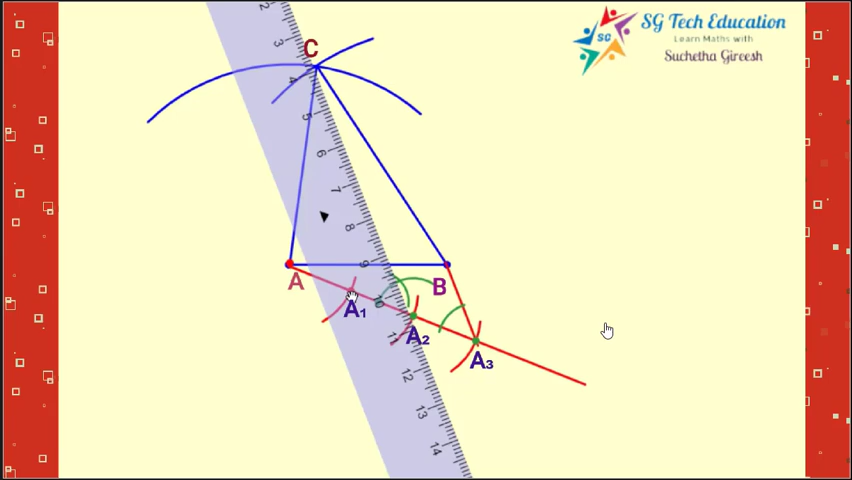 SG Tech Education
Learn Maths with
Suchetha Gireesh
SG
C
2
3
4
5
6
7
8
9
10
11
12
13
14
A
B
A₁
A₂
A₃